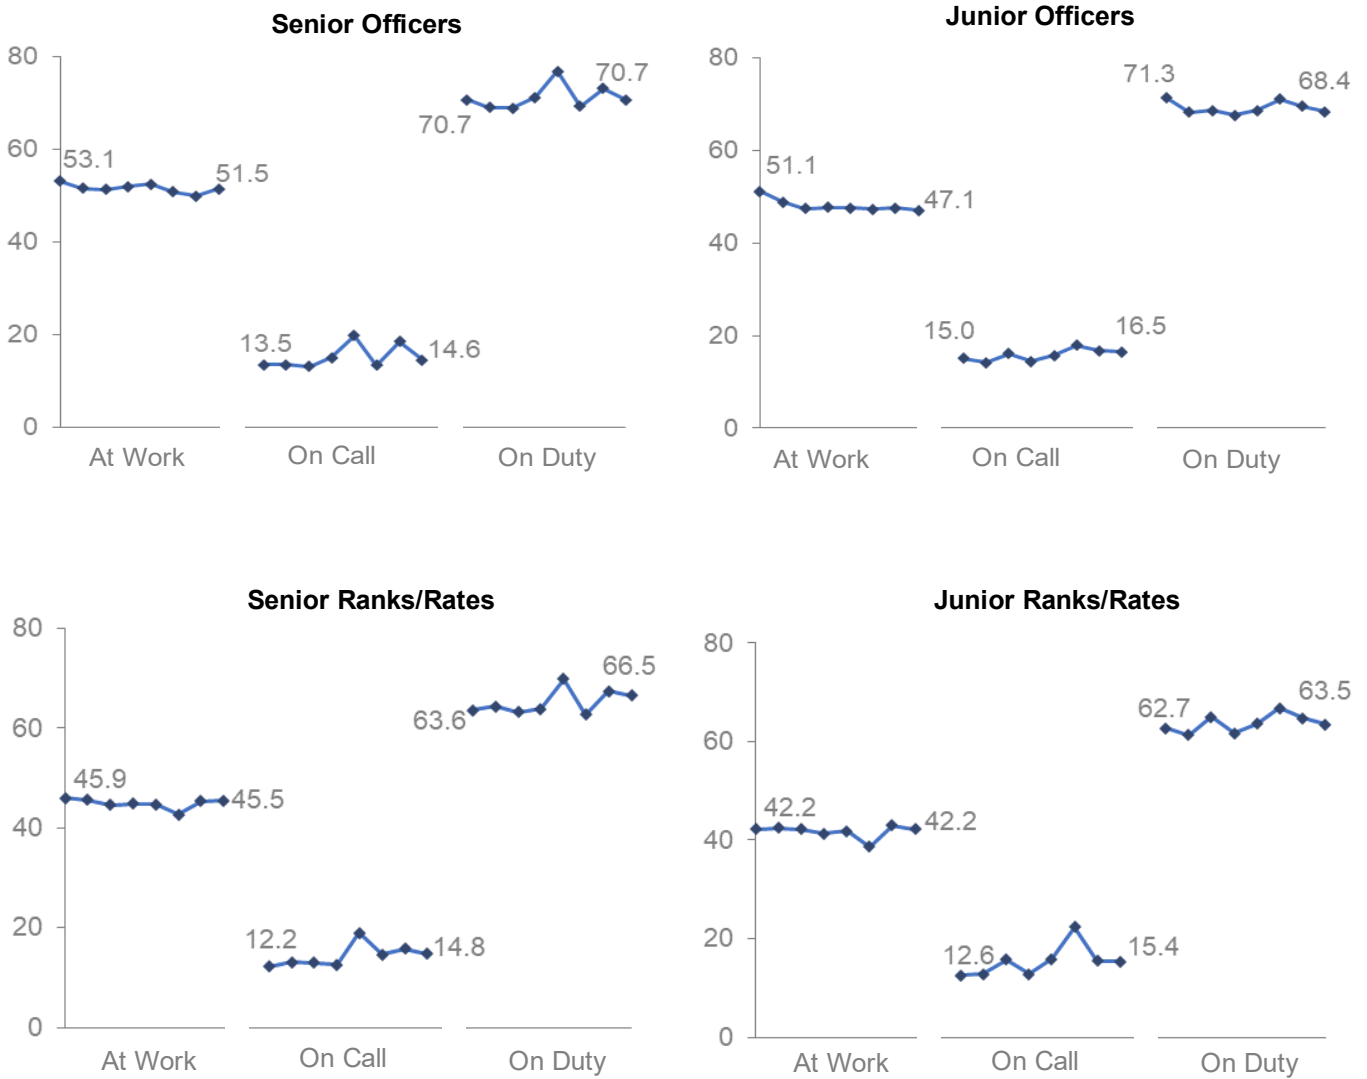 Senior Officers
80
60
40
20
0
53.1
51.5
13.5
14.6
70.7
70.7
At Work
On Call
On Duty
Junior Officers
80
60
40
20
0
51.1
47.1
15.0
16.5
71.3
68.4
At Work
On Call
On Duty
Senior Ranks/Rates
80
60
40
20
0
45.9
45.5
12.2
14.8
63.6
66.5
At Work
On Call
On Duty
Junior Ranks/Rates
80
60
40
20
0
42.2
42.2
12.6
15.4
62.7
63.5
At Work
On Call
On Duty